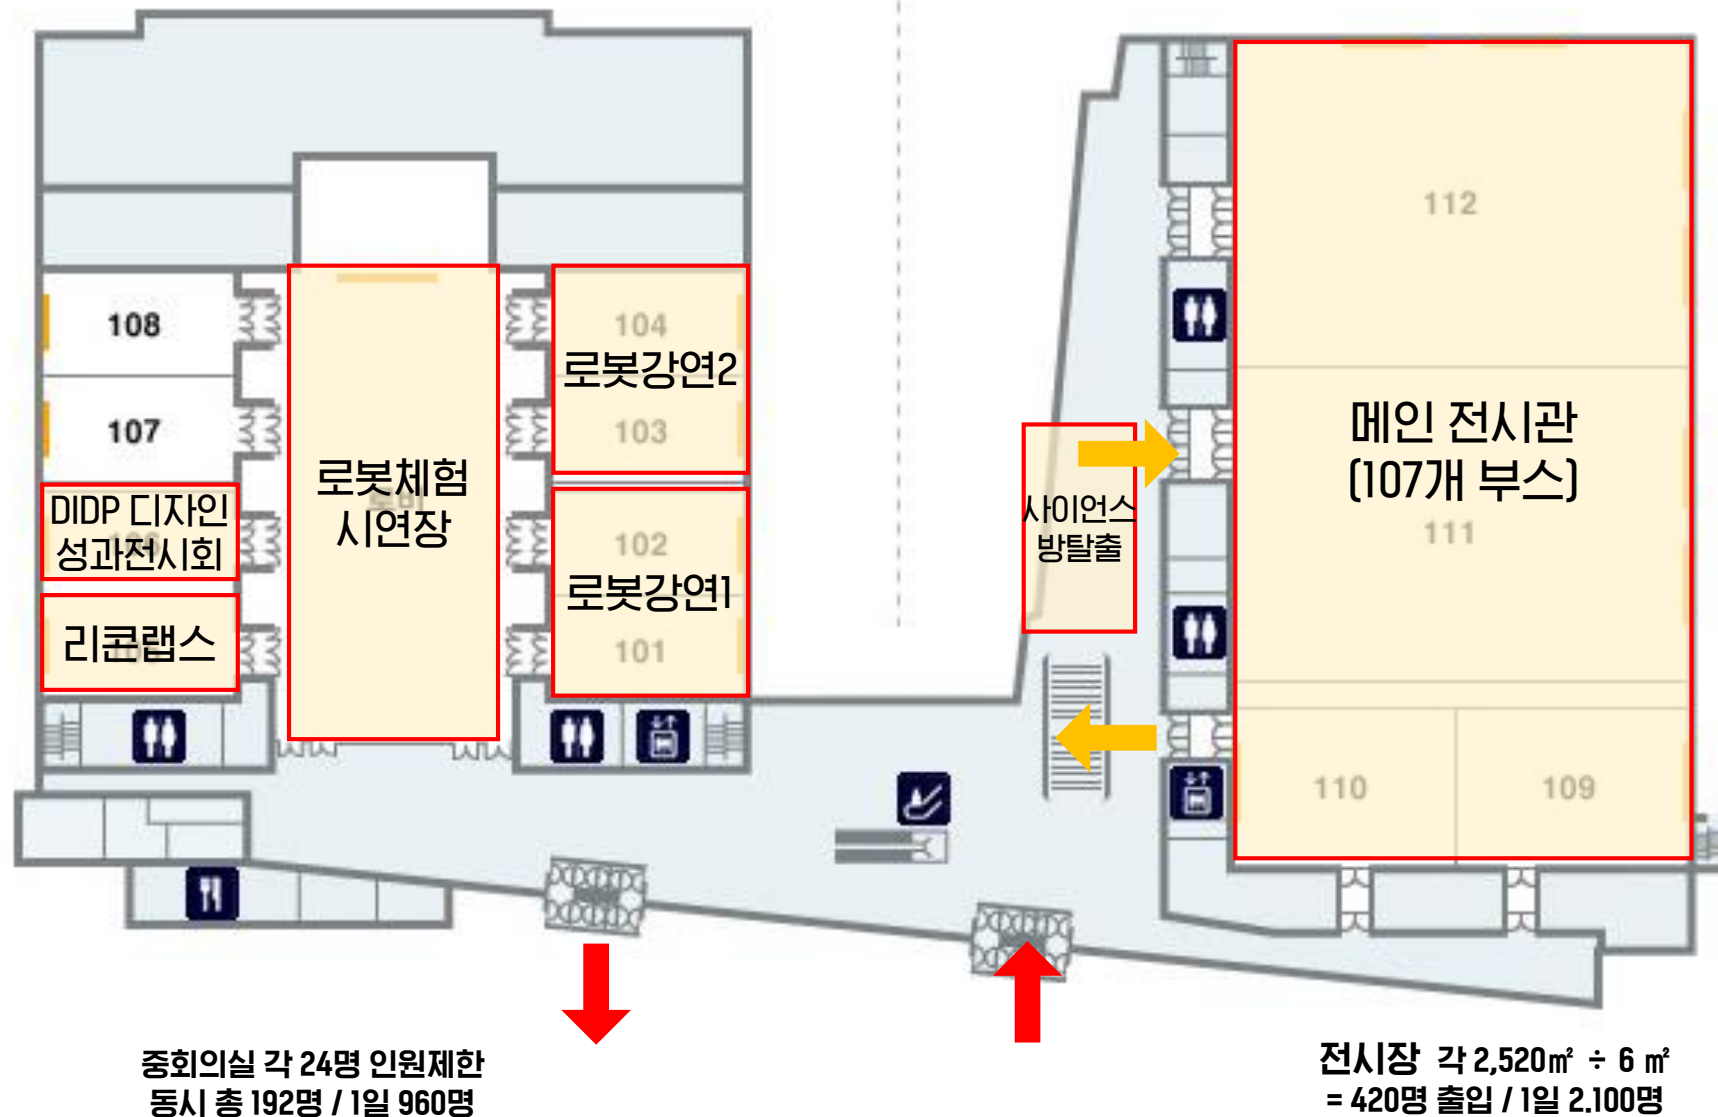 112
108
104
로봇강연2
107
103
메인 전시관
(107개 부스)
로봇체험
시연장
로비
DIDP 디자인
성과전시회
106
사이언스
방탈출
111
102
로봇강연1
리콘랩스
101
110
109
중회의실 각 24명 인원제한
동시 총 192명 / 1일 960명
전시장 각 2,520㎡ ÷ 6 ㎡
= 420명 출입 / 1일 2.100명